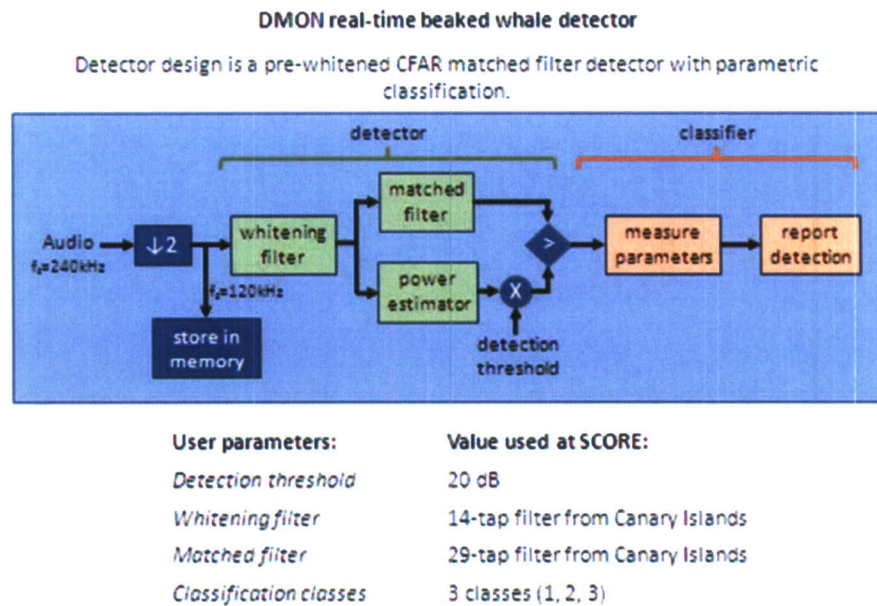 DMON real-time beaked whale detector
Detector design is a pre-whitened CFAR matched filter detector with parametric
classification.
detector
classifier
Audio
fₛ=240kHz
↓2
fₛ=120kHz
store in
memory
whitening
filter
matched
filter
power
estimator
X
detection
threshold
>
measure
parameters
report
detection
User parameters: Value used at SCORE:
Detection threshold 20 dB
Whitening filter 14-tap filter from Canary Islands
Matched filter 29-tap filter from Canary Islands
Classification classes 3 classes (1, 2, 3)